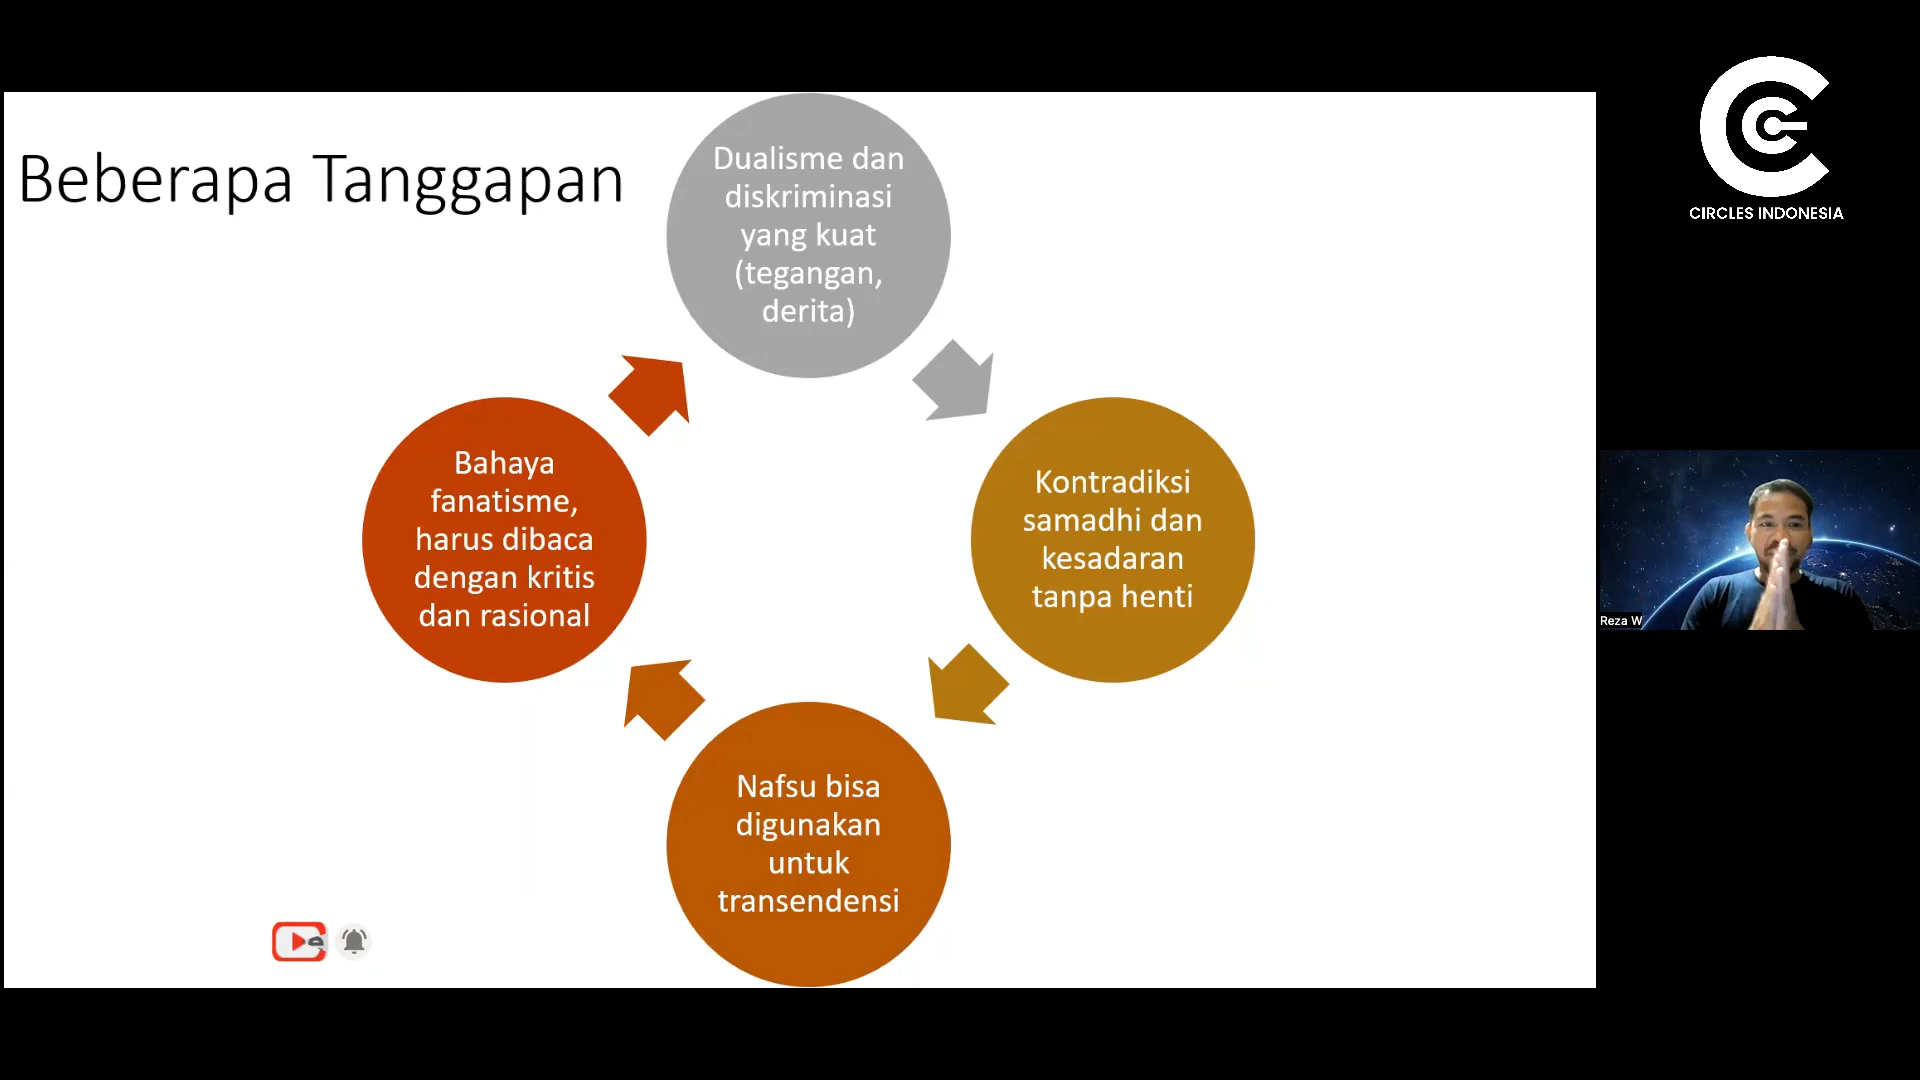 Beberapa Tanggapan
Dualisme dan
diskriminasi
yang kuat
(tegangan,
derita)
Kontradiksi
samadhi dan
kesadaran
tanpa henti
Nafsu bisa
digunakan
untuk
transendensi
Bahaya
fanatisme,
harus dibaca
dengan kritis
dan rasional
CIRCLES INDONESIA
Reza W